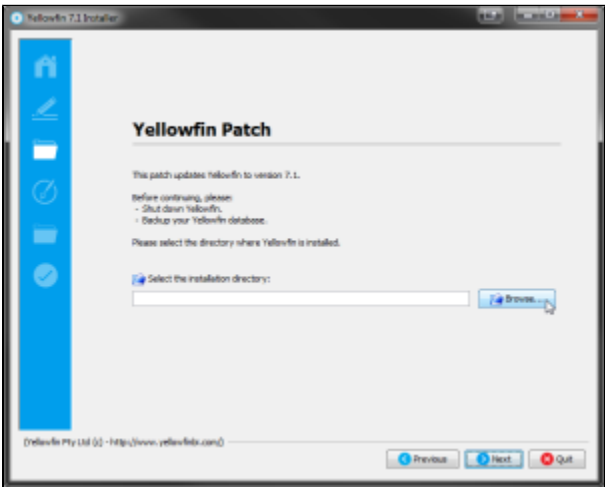 Yellowfin 7.1 Installer
Yellowfin Patch
This patch updates Yellowfin to version 7.1.
Before continuing, please:
- Shut down Yellowfin.
- Backup your Yellowfin database.
Please select the directory where Yellowfin is installed.
Select the installation directory:
Browse...
(Yellowfin Pty Ltd (c) - http://www.yellowfinbi.com/)
Previous
Next
Quit